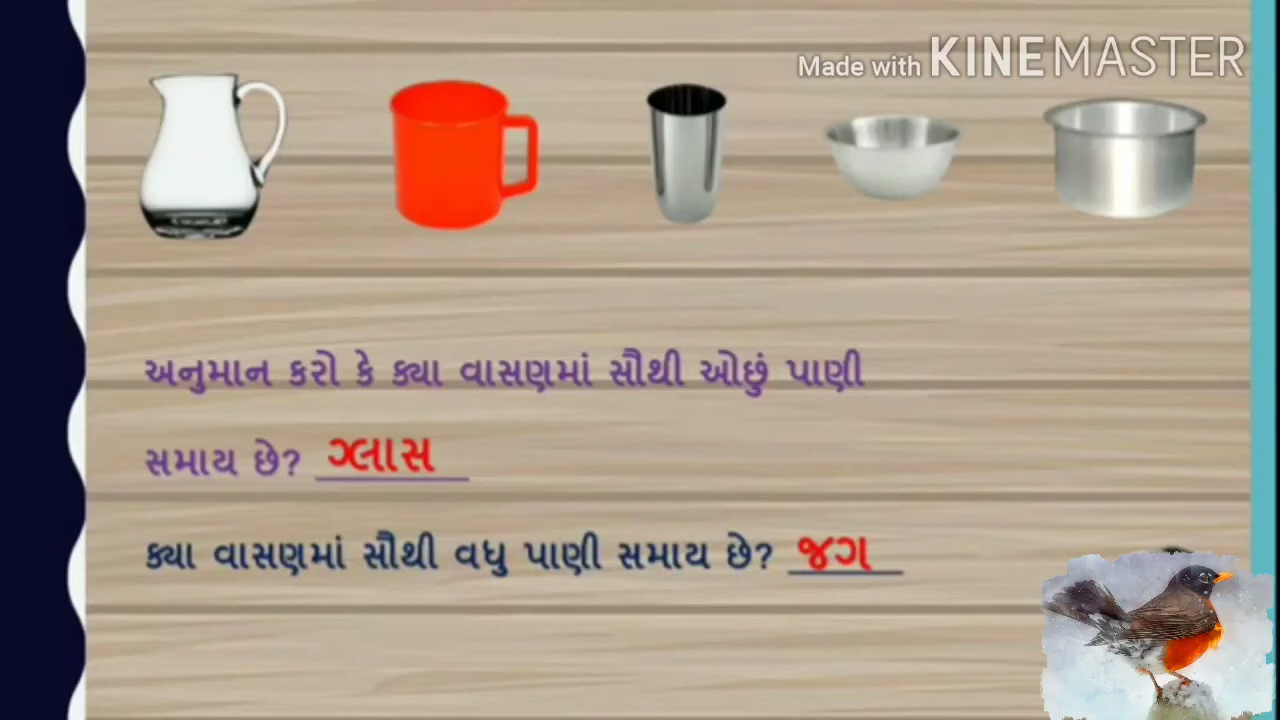 Made with KINEMASTER
અનુમાન કરો કે ક્યા વાસણમાં સૌથી ઓછું પાણી
સમાય છે? ગ્લાસ
ક્યા વાસણમાં સૌથી વધુ પાણી સમાય છે? જગ